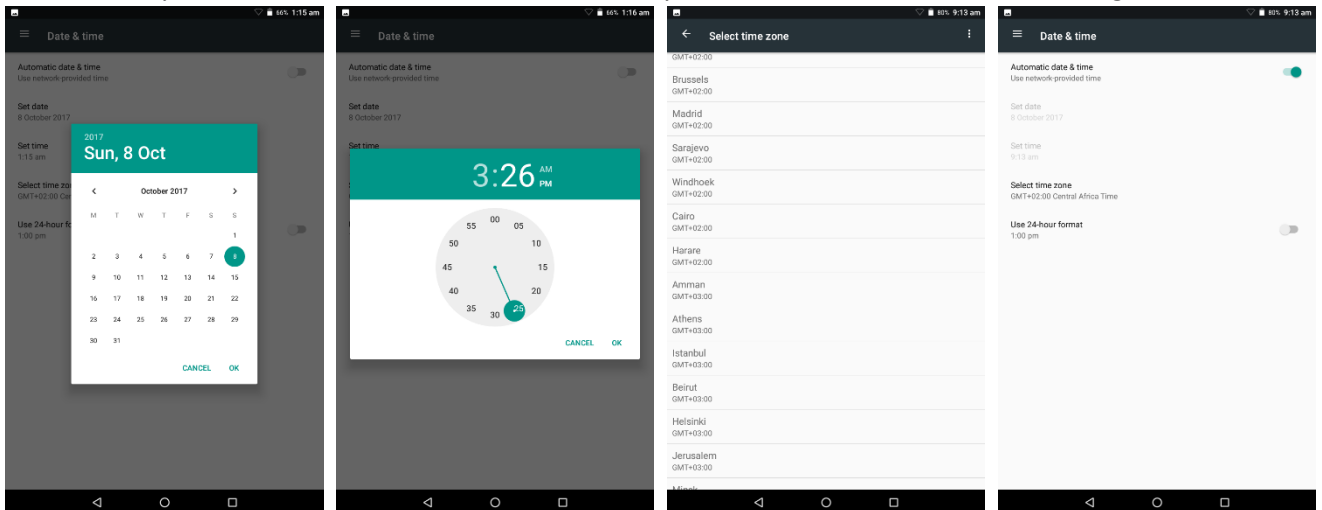 66% 1:15 am
Date & time
Automatic date & time
Use network-provided time
Set date
8 October 2017
Set time
1:15 am
Select time zo
GMT+02:00 Cen
Use 24-hour fo
1:00 pm
2017
Sun, 8 Oct
October 2017
M T W T F S S
1
2 3 4 5 6 7 8
9 10 11 12 13 14 15
16 17 18 19 20 21 22
23 24 25 26 27 28 29
30 31
CANCEL OK
66% 1:16 am
Date & time
Automatic date & time
Use network-provided time
Set date
8 October 2017
Set time
3:26 AM
PM
00
55 05
50 10
45 15
40 20
35 25
30
CANCEL OK
80% 9:13 am
Select time zone
GMT+02:00
Brussels
GMT+02:00
Madrid
GMT+02:00
Sarajevo
GMT+02:00
Windhoek
GMT+02:00
Cairo
GMT+02:00
Harare
GMT+02:00
Amman
GMT+03:00
Athens
GMT+03:00
Istanbul
GMT+03:00
Beirut
GMT+03:00
Helsinki
GMT+03:00
Jerusalem
GMT+03:00
80% 9:13 am
Date & time
Automatic date & time
Use network-provided time
Set date
8 October 2017
Set time
9:13 am
Select time zone
GMT+02:00 Central Africa Time
Use 24-hour format
1:00 pm